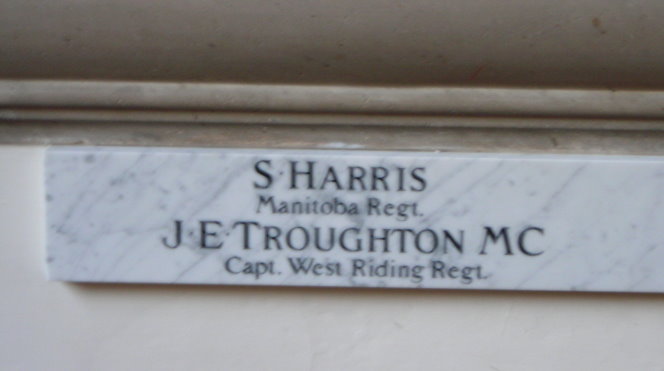 S·HARRIS
Manitoba Regt.
J·E·TROUGHTON MC
Capt. West Riding Regt.